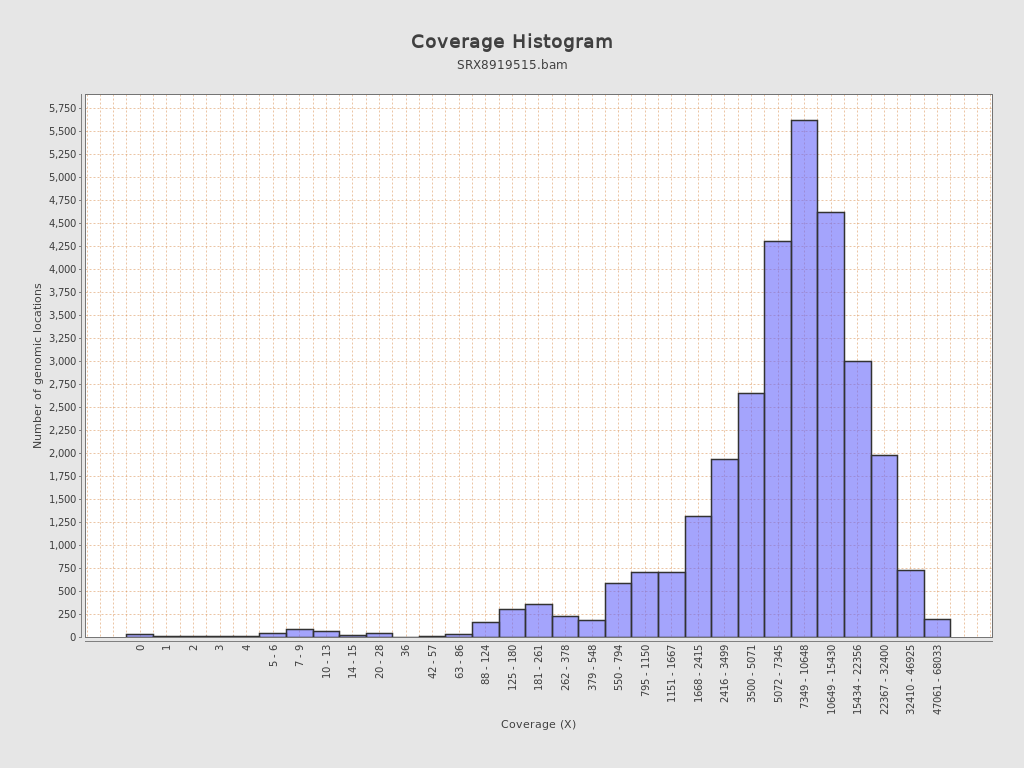 Coverage Histogram
SRX8919515.bam
Number of genomic locations
5,750
5,500
5,250
5,000
4,750
4,500
4,250
4,000
3,750
3,500
3,250
3,000
2,750
2,500
2,250
2,000
1,750
1,500
1,250
1,000
750
500
250
0
0
1
2
3
4
5 - 6
7 - 9
10 - 13
14 - 15
20 - 28
36
42 - 57
63 - 86
88 - 124
125 - 180
181 - 261
262 - 378
379 - 548
550 - 794
795 - 1150
1151 - 1667
1668 - 2415
2416 - 3499
3500 - 5071
5072 - 7345
7349 - 10648
10649 - 15430
15434 - 22356
22367 - 32400
32410 - 46925
47061 - 68033
Coverage (X)